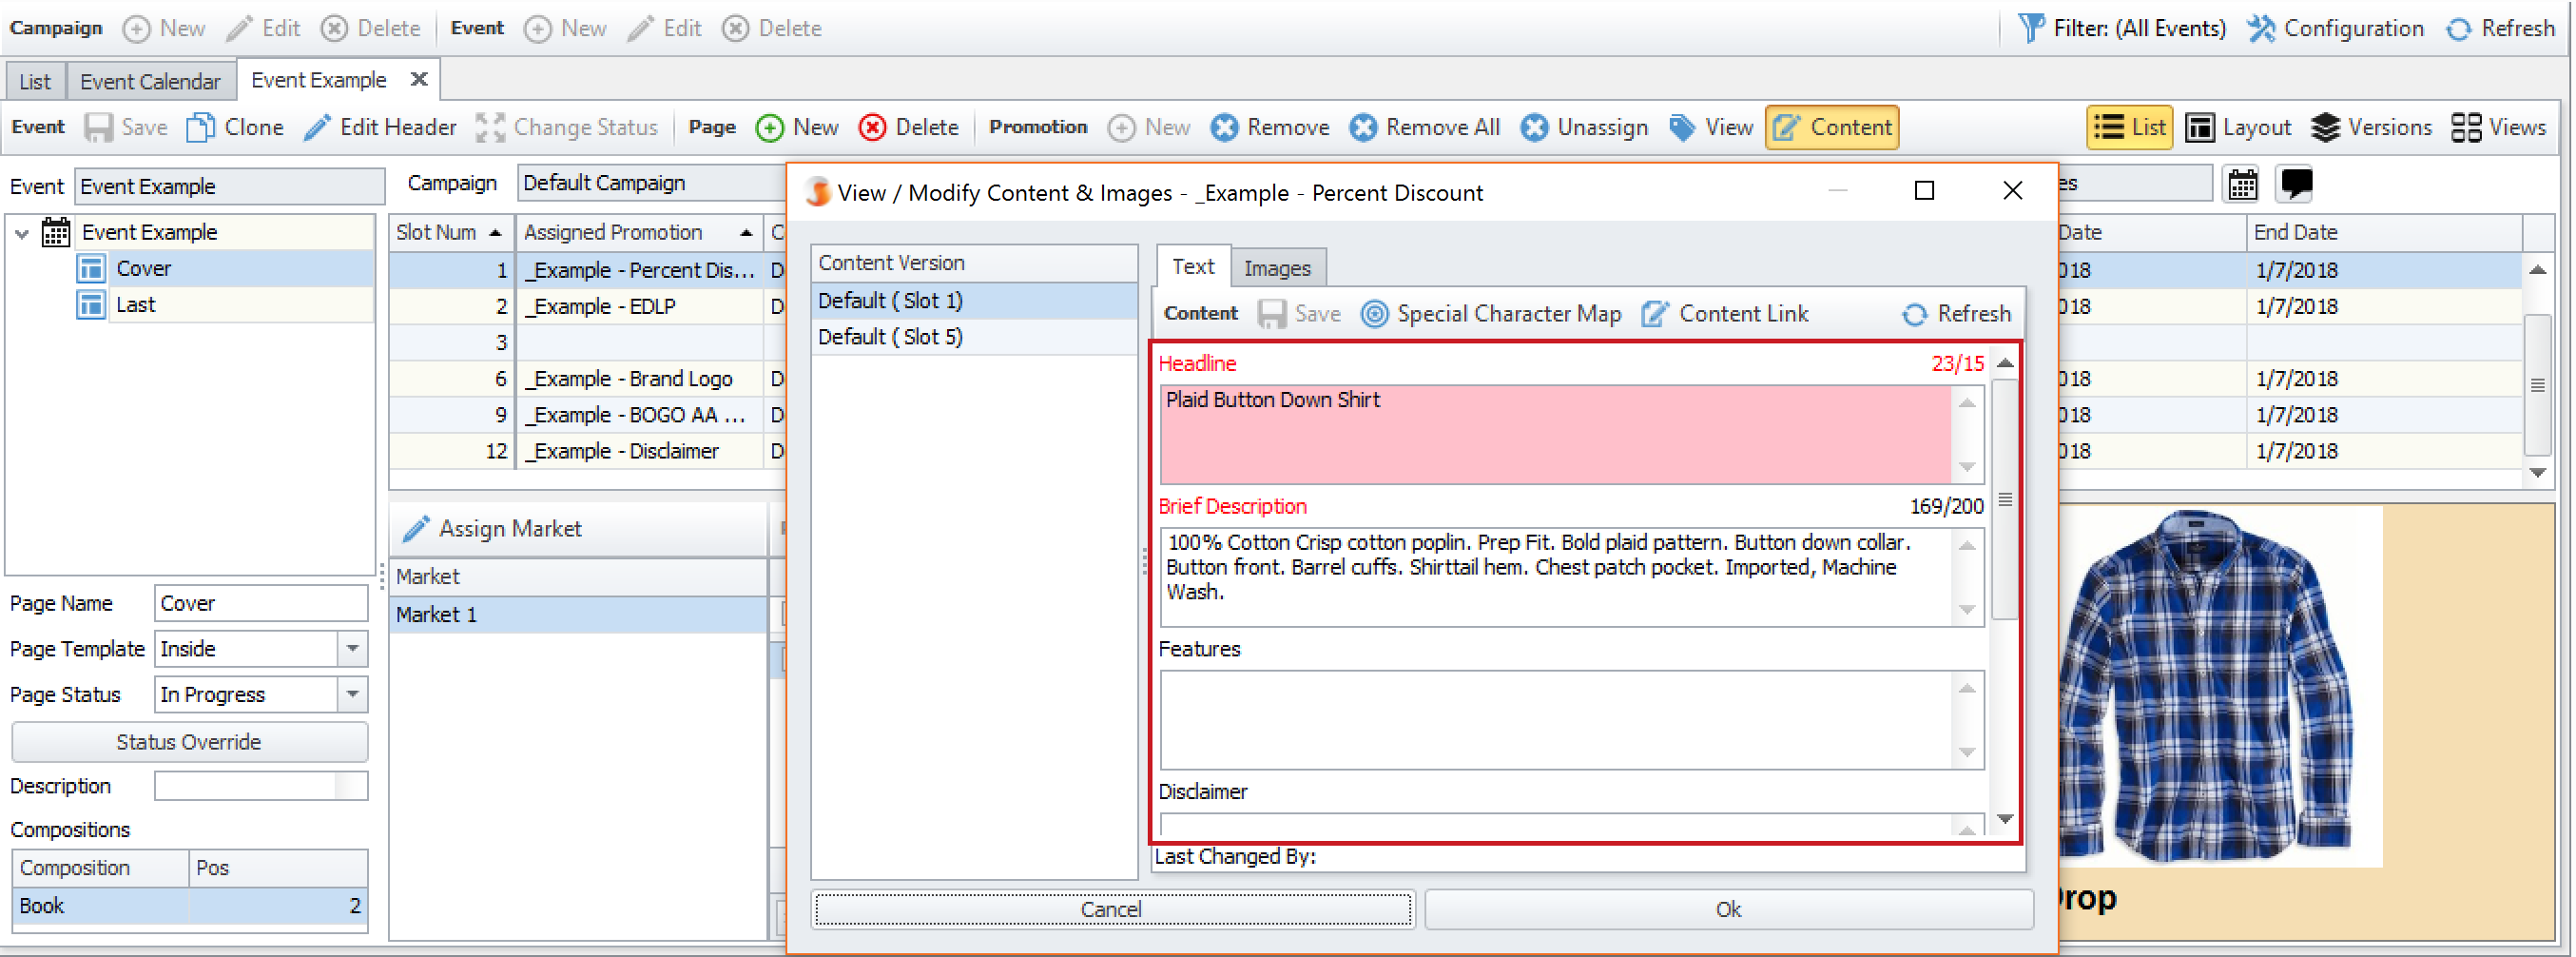 Campaign New Edit Delete Event New Edit Delete Filter: (All Events) Configuration Refresh
List Event Calendar Event Example
Event Save Clone Edit Header Change Status Page New Delete Promotion New Remove Remove All Unassign View Content List Layout Versions Views
Event Event Example Campaign Default Campaign
Event Example
Cover
Last
Page Name Cover
Page Template Inside
Page Status In Progress
Status Override
Description
Compositions
Composition Pos
Book 2
Slot Num Assigned Promotion
1 _Example - Percent Dis...
2 _Example - EDLP
3
6 _Example - Brand Logo
9 _Example - BOGO AA ...
12 _Example - Disclaimer
Assign Market
Market
Market 1
View / Modify Content & Images - _Example - Percent Discount
Content Version
Default ( Slot 1)
Default ( Slot 5)
Text Images
Content Save Special Character Map Content Link Refresh
Headline 23/15
Plaid Button Down Shirt
Brief Description 169/200
100% Cotton Crisp cotton poplin. Prep Fit. Bold plaid pattern. Button down collar.
Button front. Barrel cuffs. Shirttail hem. Chest patch pocket. Imported, Machine
Wash.
Features
Disclaimer
Last Changed By:
Cancel Ok
Date End Date
018 1/7/2018
018 1/7/2018
018 1/7/2018
018 1/7/2018
018 1/7/2018